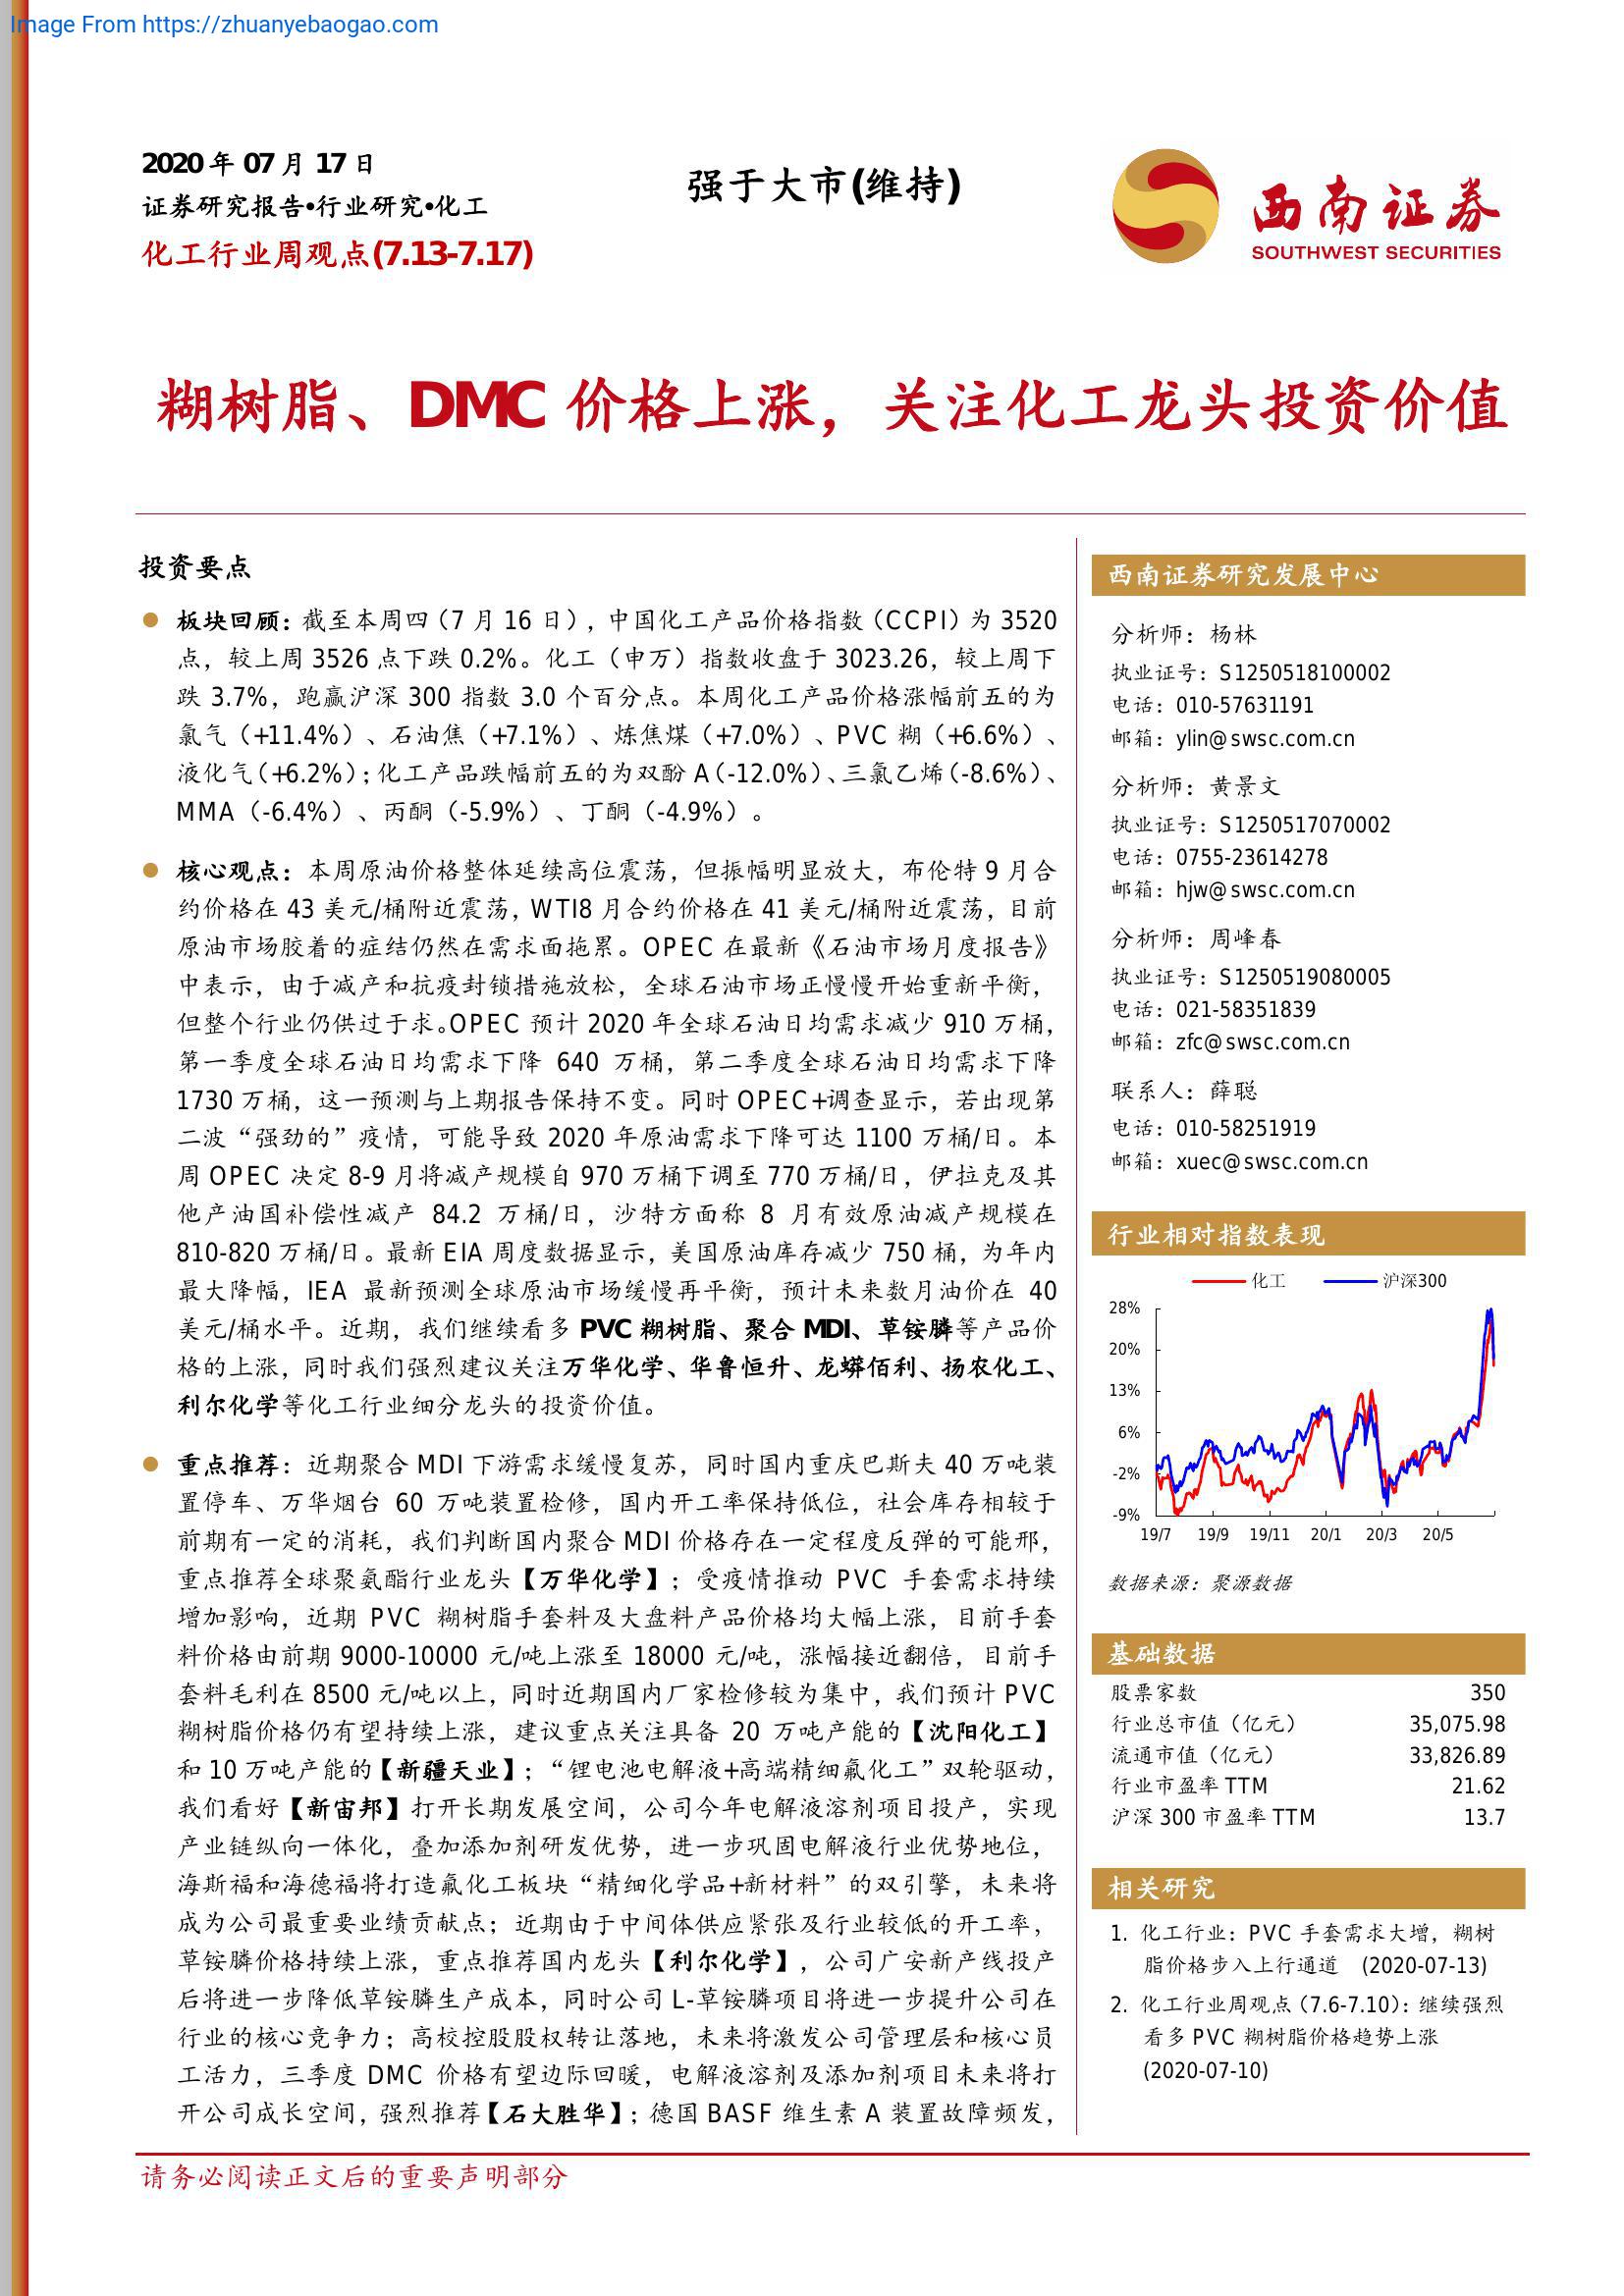 Image From https://zhuanyebaogao.com
2020 年 07 月 17 日
证券研究报告•行业研究•化工
化工行业周观点(7.13-7.17)
强于大市(维持)
西南证券
SOUTHWEST SECURITIES
糊树脂、DMC 价格上涨，关注化工龙头投资价值
投资要点
板块回顾：截至本周四（7 月 16 日），中国化工产品价格指数（CCPI）为 3520
点，较上周 3526 点下跌 0.2%。化工（申万）指数收盘于 3023.26，较上周下
跌 3.7%，跑赢沪深 300 指数 3.0 个百分点。本周化工产品价格涨幅前五的为
氯气（+11.4%）、石油焦（+7.1%）、炼焦煤（+7.0%）、PVC 糊（+6.6%）、
液化气（+6.2%）；化工产品跌幅前五的为双酚 A（-12.0%）、三氯乙烯（-8.6%）、
MMA（-6.4%）、丙酮（-5.9%）、丁酮（-4.9%）。
核心观点：本周原油价格整体延续高位震荡，但振幅明显放大，布伦特 9 月合
约价格在 43 美元/桶附近震荡，WTI8 月合约价格在 41 美元/桶附近震荡，目前
原油市场胶着的症结仍然在需求面拖累。OPEC 在最新《石油市场月度报告》
中表示，由于减产和抗疫封锁措施放松，全球石油市场正慢慢开始重新平衡，
但整个行业仍供过于求。OPEC 预计 2020 年全球石油日均需求减少 910 万桶，
第一季度全球石油日均需求下降 640 万桶，第二季度全球石油日均需求下降
1730 万桶，这一预测与上期报告保持不变。同时 OPEC+调查显示，若出现第
二波“强劲的”疫情，可能导致 2020 年原油需求下降可达 1100 万桶/日。本
周 OPEC 决定 8-9 月将减产规模自 970 万桶下调至 770 万桶/日，伊拉克及其
他产油国补偿性减产 84.2 万桶/日，沙特方面称 8 月有效原油减产规模在
810-820 万桶/日。最新 EIA 周度数据显示，美国原油库存减少 750 桶，为年内
最大降幅，IEA 最新预测全球原油市场缓慢再平衡，预计未来数月油价在 40
美元/桶水平。近期，我们继续看多 PVC 糊树脂、聚合 MDI、草铵膦等产品价
格的上涨，同时我们强烈建议关注万华化学、华鲁恒升、龙蟒佰利、扬农化工、
利尔化学等化工行业细分龙头的投资价值。
重点推荐：近期聚合 MDI 下游需求缓慢复苏，同时国内重庆巴斯夫 40 万吨装
置停车、万华烟台 60 万吨装置检修，国内开工率保持低位，社会库存相较于
前期有一定的消耗，我们判断国内聚合 MDI 价格存在一定程度反弹的可能邢，
重点推荐全球聚氨酯行业龙头【万华化学】；受疫情推动 PVC 手套需求持续
增加影响，近期 PVC 糊树脂手套料及大盘料产品价格均大幅上涨，目前手套
料价格由前期 9000-10000 元/吨上涨至 18000 元/吨，涨幅接近翻倍，目前手
套料毛利在 8500 元/吨以上，同时近期国内厂家检修较为集中，我们预计 PVC
糊树脂价格仍有望持续上涨，建议重点关注具备 20 万吨产能的【沈阳化工】
和 10 万吨产能的【新疆天业】；“锂电池电解液+高端精细氟化工”双轮驱动，
我们看好【新宙邦】打开长期发展空间，公司今年电解液溶剂项目投产，实现
产业链纵向一体化，叠加添加剂研发优势，进一步巩固电解液行业优势地位，
海斯福和海德福将打造氟化工板块“精细化学品+新材料”的双引擎，未来将
成为公司最重要业绩贡献点；近期由于中间体供应紧张及行业较低的开工率，
草铵膦价格持续上涨，重点推荐国内龙头【利尔化学】，公司广安新产线投产
后将进一步降低草铵膦生产成本，同时公司 L-草铵膦项目将进一步提升公司在
行业的核心竞争力；高校控股股权转让落地，未来将激发公司管理层和核心员
工活力，三季度 DMC 价格有望边际回暖，电解液溶剂及添加剂项目未来将打
开公司成长空间，强烈推荐【石大胜华】；德国 BASF 维生素 A 装置故障频发，
西南证券研究发展中心
分析师：杨林
执业证号：S1250518100002
电话：010-57631191
邮箱：ylin@swsc.com.cn
分析师：黄景文
执业证号：S1250517070002
电话：0755-23614278
邮箱：hjw@swsc.com.cn
分析师：周峰春
执业证号：S1250519080005
电话：021-58351839
邮箱：zfc@swsc.com.cn
联系人：薛聪
电话：010-58251919
邮箱：xuec@swsc.com.cn
行业相对指数表现
化工 沪深300
28%
20%
13%
6%
-2%
-9%
19/7 19/9 19/11 20/1 20/3 20/5
数据来源：聚源数据
基础数据
股票家数 350
行业总市值（亿元） 35,075.98
流通市值（亿元） 33,826.89
行业市盈率 TTM 21.62
沪深 300 市盈率 TTM 13.7
相关研究
1. 化工行业：PVC 手套需求大增，糊树
脂价格步入上行通道 (2020-07-13)
2. 化工行业周观点（7.6-7.10）：继续强烈
看多 PVC 糊树脂价格趋势上涨
(2020-07-10)
请务必阅读正文后的重要声明部分